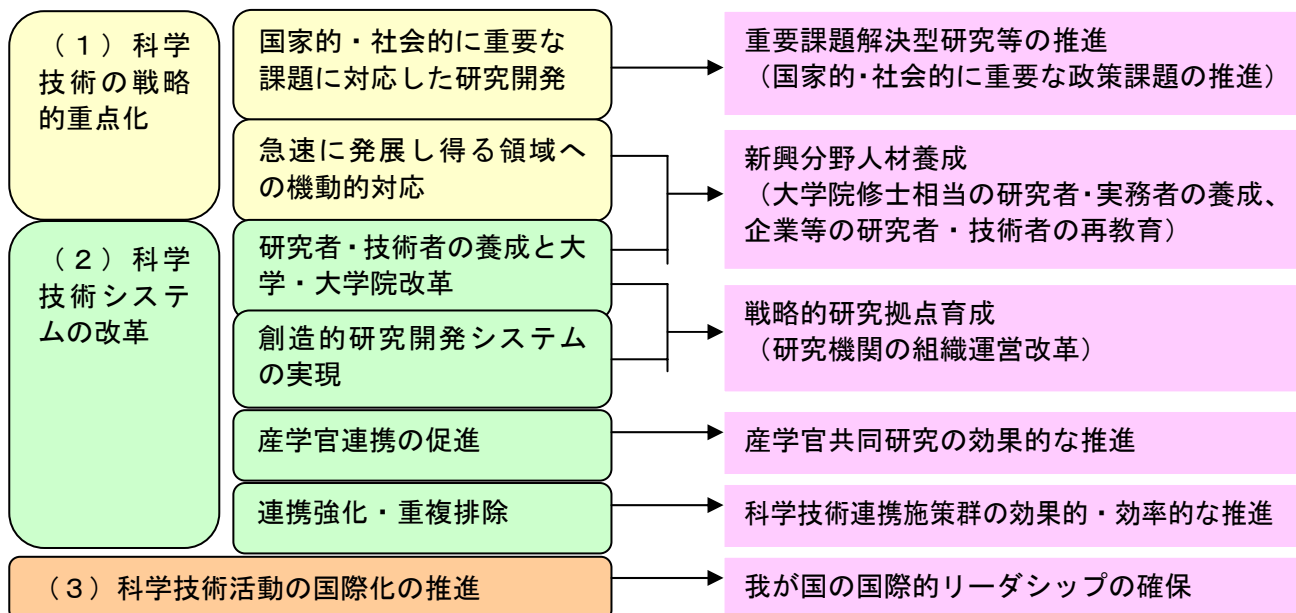 （１）科学
技術の戦略
的重点化
国家的・社会的に重要な
課題に対応した研究開発
重要課題解決型研究等の推進
（国家的･社会的に重要な政策課題の推進）
急速に発展し得る領域へ
の機動的対応
新興分野人材養成
（大学院修士相当の研究者･実務者の養成、
企業等の研究者・技術者の再教育）
（２）科学
技術システ
ムの改革
研究者・技術者の養成と大
学・大学院改革
創造的研究開発システム
の実現
戦略的研究拠点育成
（研究機関の組織運営改革）
産学官連携の促進
産学官共同研究の効果的な推進
連携強化・重複排除
科学技術連携施策群の効果的・効率的な推進
（３）科学技術活動の国際化の推進
我が国の国際的リーダシップの確保